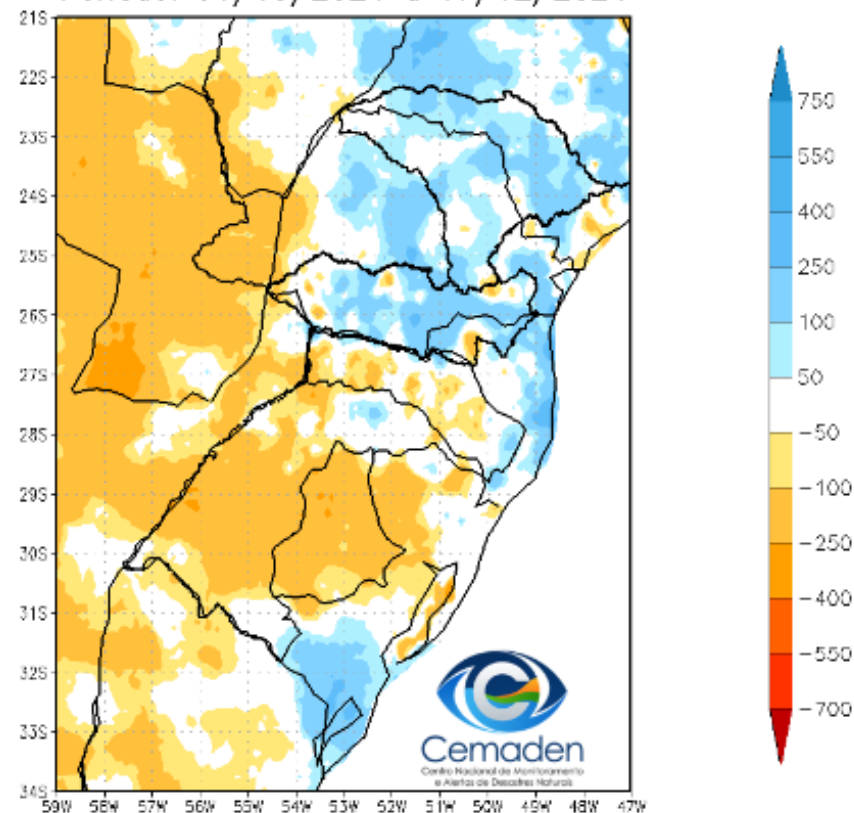 21S
22S
23S
24S
25S
26S
27S
28S
29S
30S
31S
32S
33S
34S
59W 58W 57W 56W 55W 54W 53W 52W 51W 50W 49W 48W 47W
750
550
400
250
100
50
-50
-100
-250
-400
-550
-700
Cemaden
Centro Nacional de Monitoramento
e Alertas de Desastres Naturais